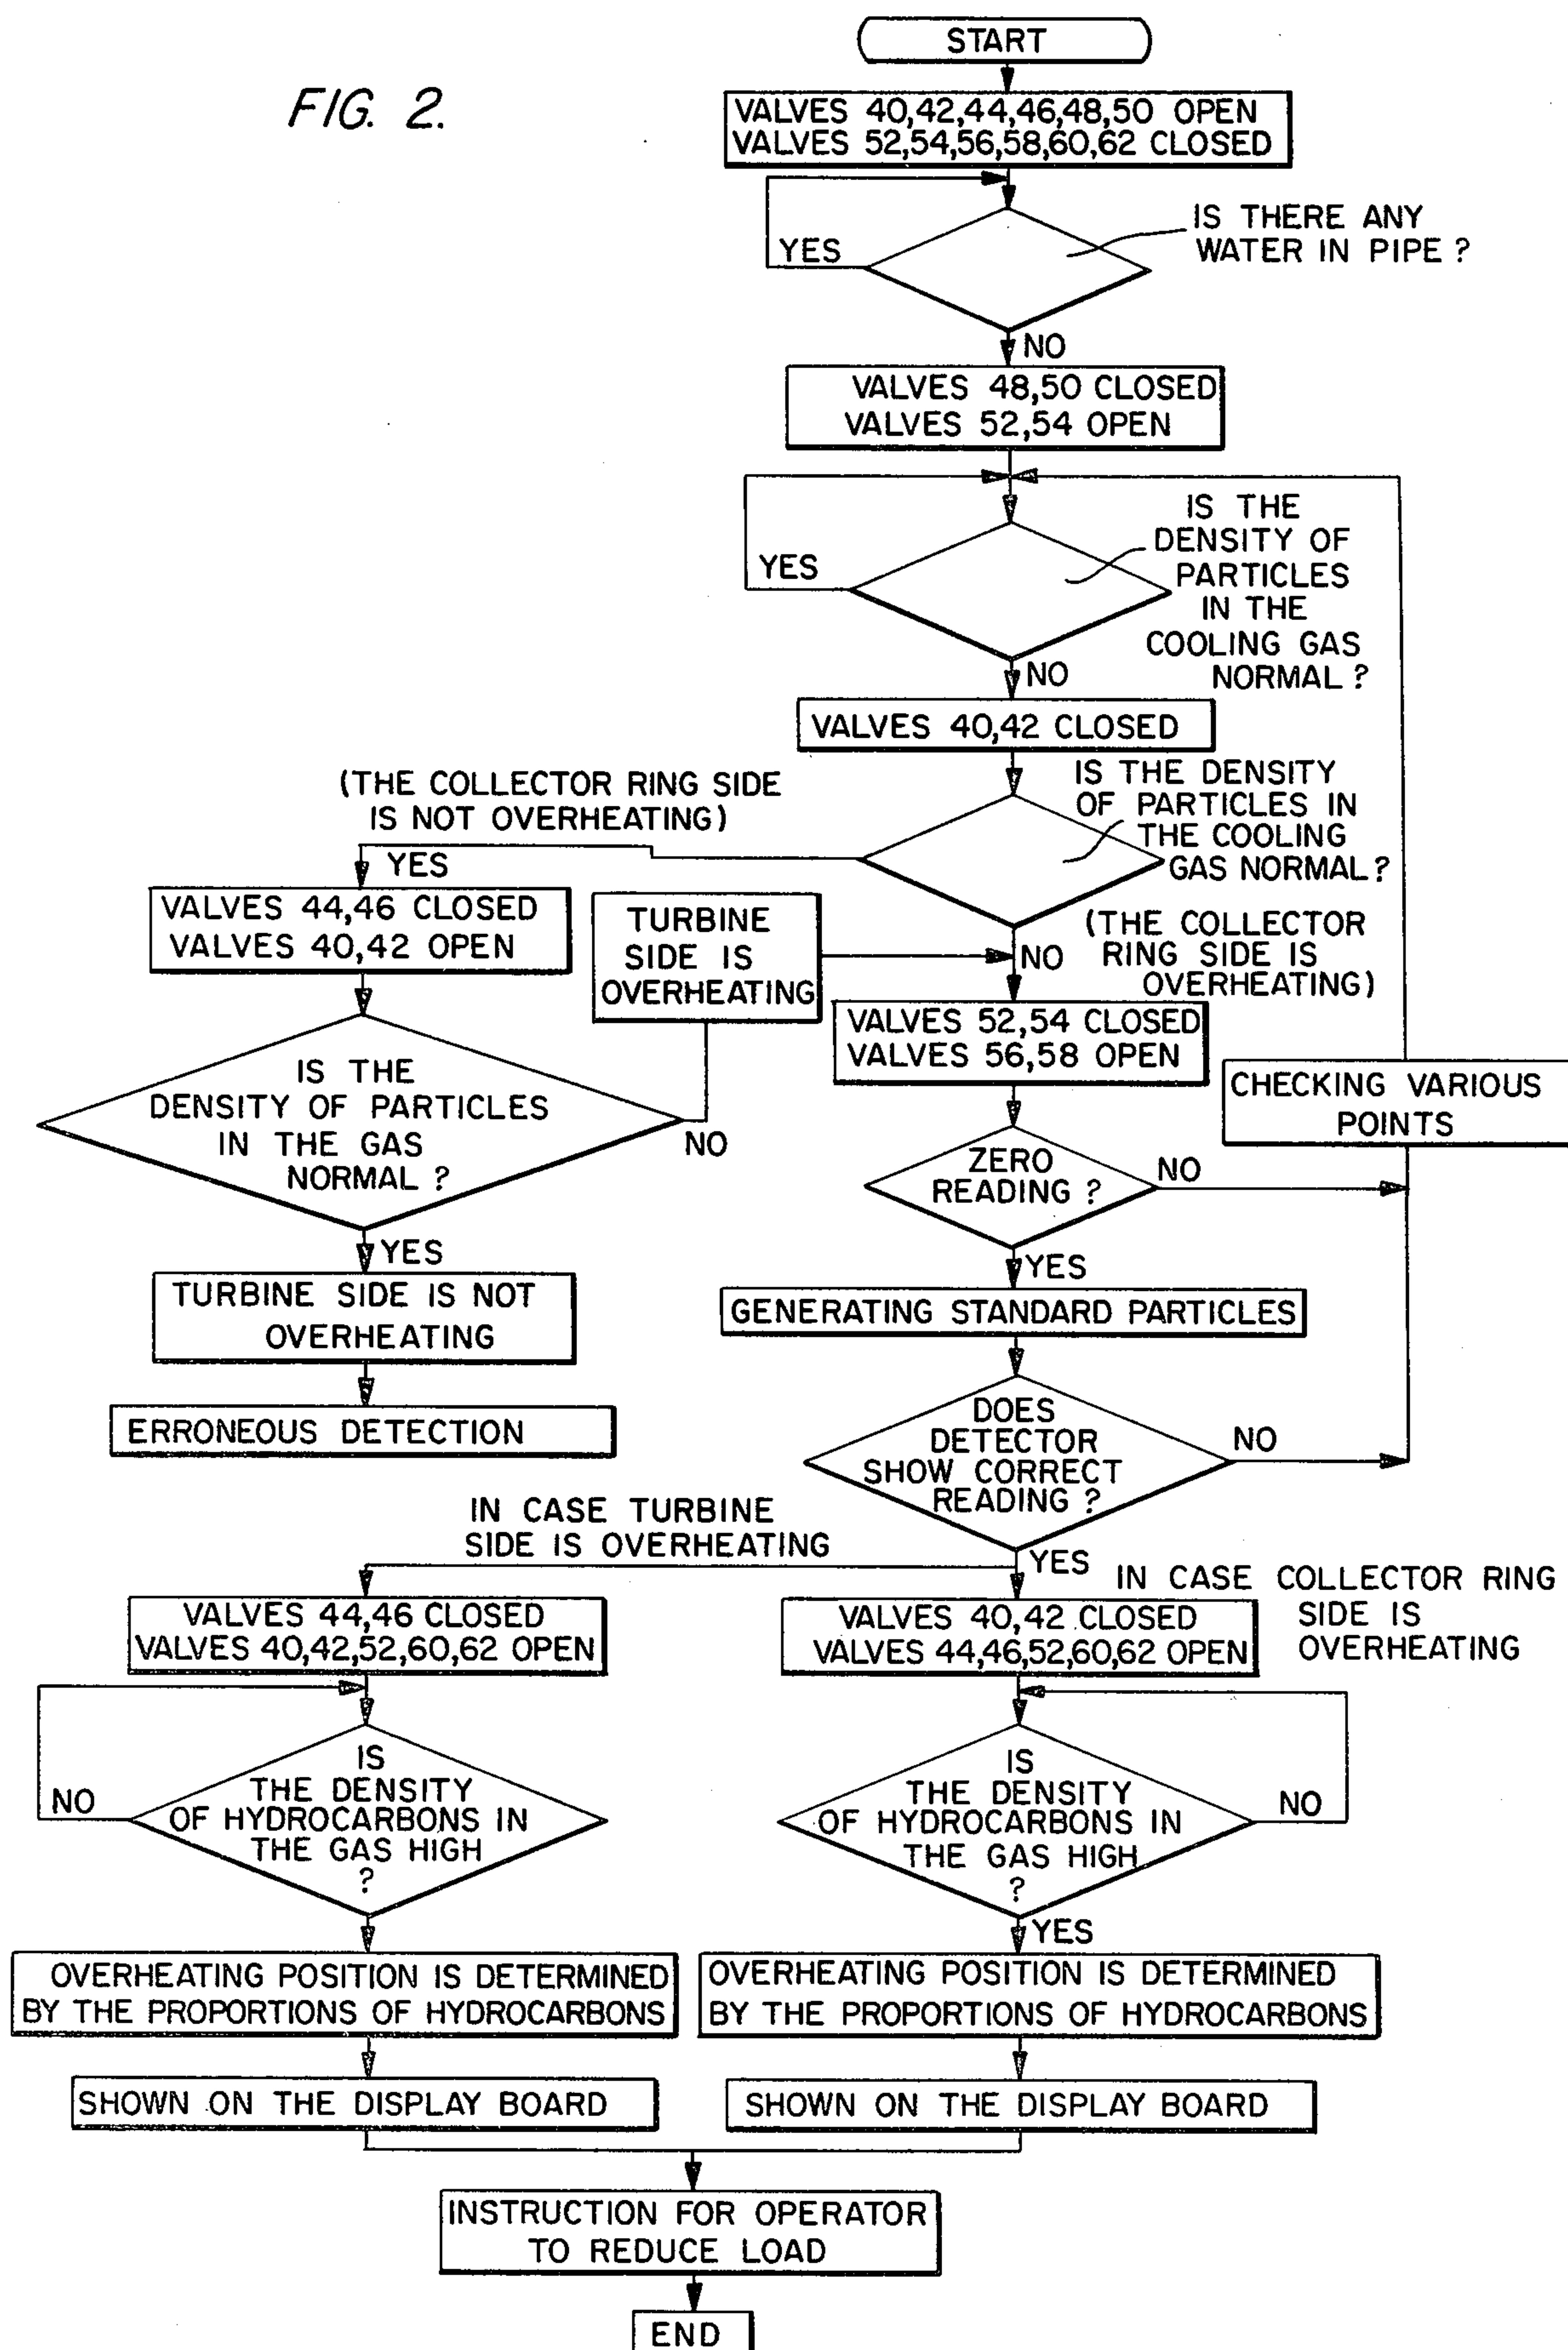 FIG. 2.
START
VALVES 40,42,44,46,48,50 OPEN
VALVES 52,54,56,58,60,62 CLOSED
IS THERE ANY
WATER IN PIPE ?
YES
NO
VALVES 48,50 CLOSED
VALVES 52,54 OPEN
IS THE
DENSITY OF
PARTICLES
IN THE
COOLING GAS
NORMAL ?
YES
NO
VALVES 40,42 CLOSED
(THE COLLECTOR RING SIDE
IS NOT OVERHEATING)
IS THE DENSITY
OF PARTICLES IN
THE COOLING
GAS NORMAL?
YES
VALVES 44,46 CLOSED
VALVES 40,42 OPEN
TURBINE
SIDE IS
OVERHEATING
NO
(THE COLLECTOR
RING SIDE IS
OVERHEATING)
VALVES 52,54 CLOSED
VALVES 56,58 OPEN
IS THE
DENSITY OF PARTICLES
IN THE GAS
NORMAL ?
NO
CHECKING VARIOUS
POINTS
ZERO
READING ?
NO
YES
YES
TURBINE SIDE IS NOT
OVERHEATING
GENERATING STANDARD PARTICLES
ERRONEOUS DETECTION
DOES
DETECTOR
SHOW CORRECT
READING ?
NO
IN CASE TURBINE
SIDE IS OVERHEATING
YES
IN CASE COLLECTOR RING
SIDE IS
OVERHEATING
VALVES 44,46 CLOSED
VALVES 40,42,52,60,62 OPEN
VALVES 40,42 CLOSED
VALVES 44,46,52,60,62 OPEN
IS
THE DENSITY
OF HYDROCARBONS IN
THE GAS HIGH
?
NO
IS
THE DENSITY
OF HYDROCARBONS IN
THE GAS HIGH
?
NO
YES
OVERHEATING POSITION IS DETERMINED
BY THE PROPORTIONS OF HYDROCARBONS
OVERHEATING POSITION IS DETERMINED
BY THE PROPORTIONS OF HYDROCARBONS
SHOWN ON THE DISPLAY BOARD
SHOWN ON THE DISPLAY BOARD
INSTRUCTION FOR OPERATOR
TO REDUCE LOAD
END